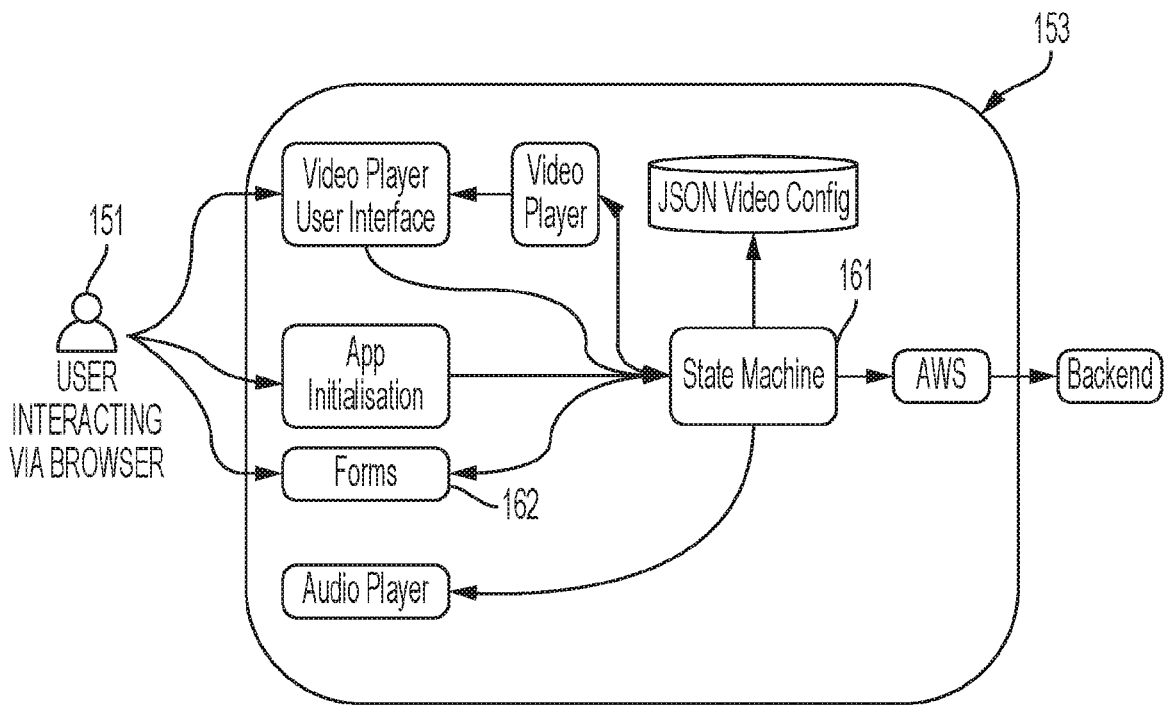 153
Video Player
User Interface
Video
Player
JSON Video Config
151
161
App
Initialisation
State Machine
AWS
Backend
USER
INTERACTING
VIA BROWSER
Forms
162
Audio Player